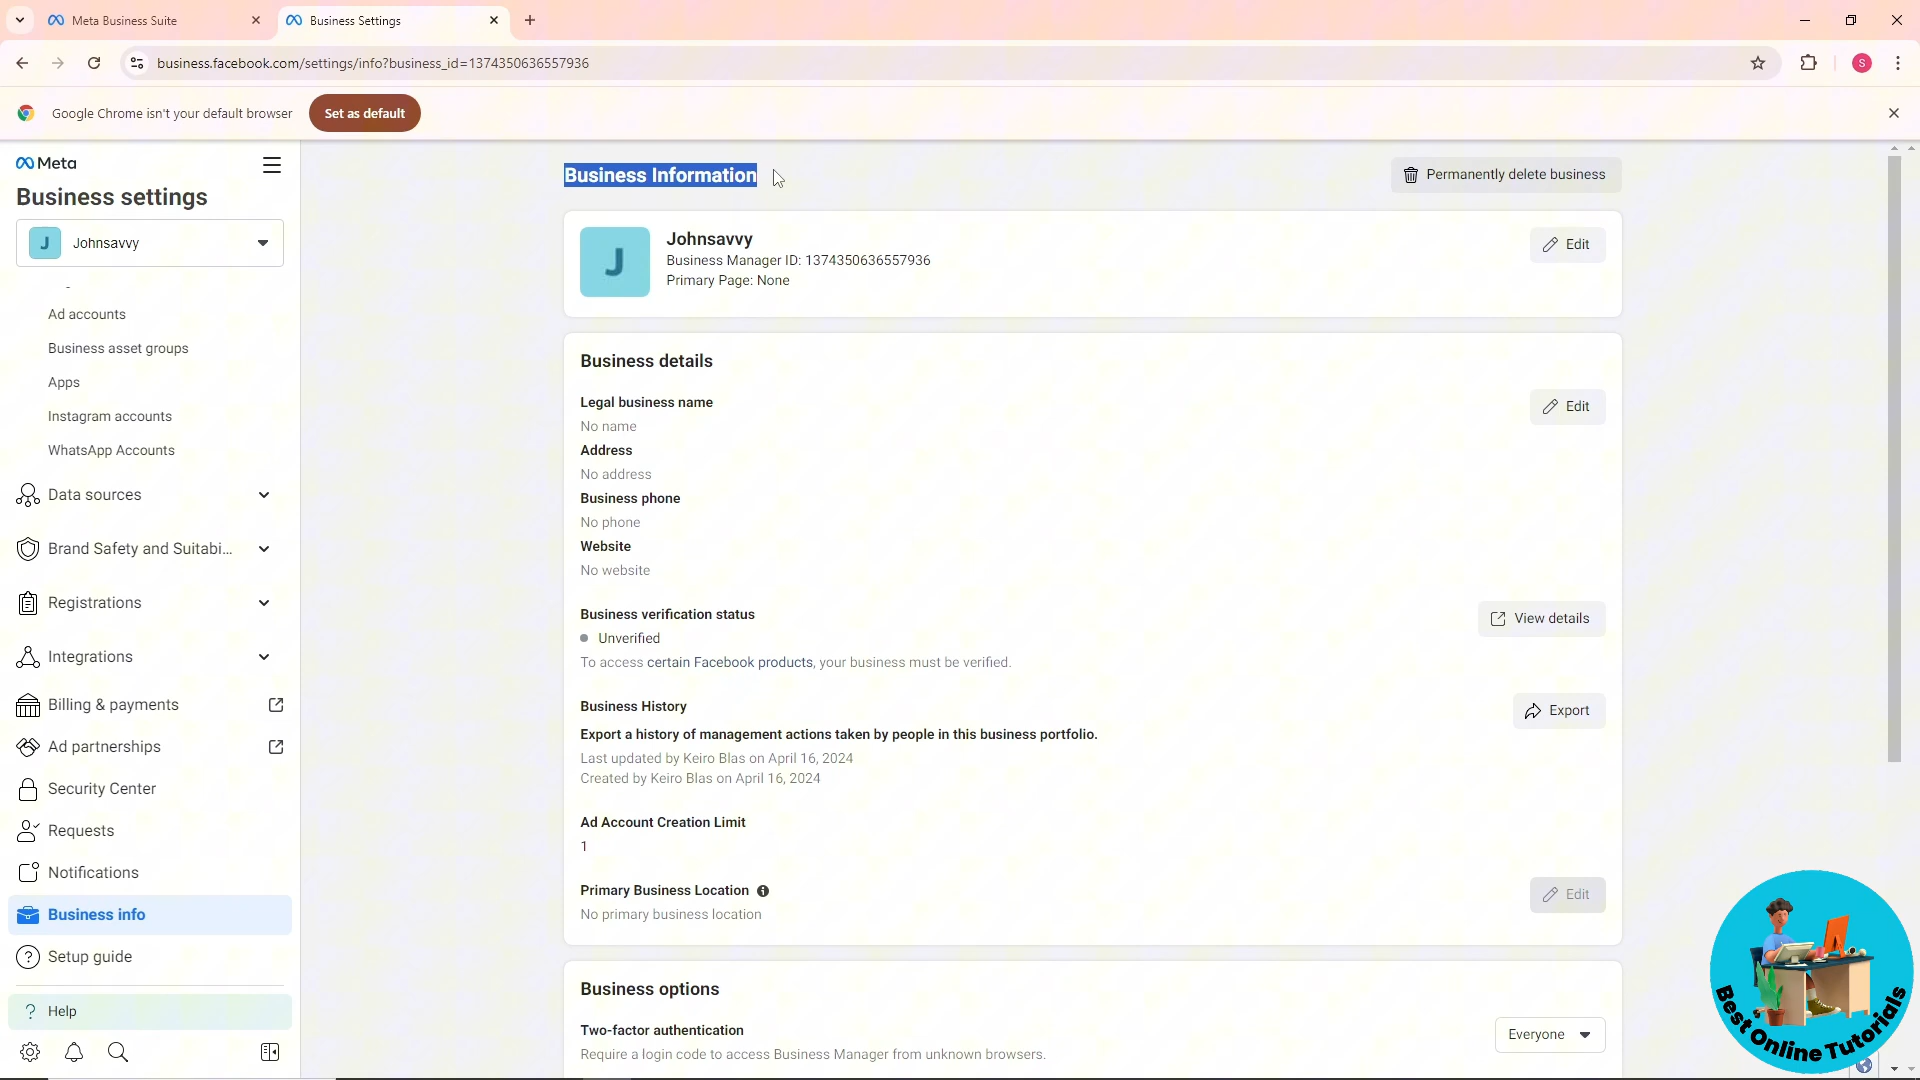 Meta Business Suite
Business Settings
business.facebook.com/settings/info?business_id=1374350636557936
S
Google Chrome isn't your default browser
Set as default
Meta
Business settings
J
Johnsavvy
Ad accounts
Business asset groups
Apps
Instagram accounts
WhatsApp Accounts
Data sources
Brand Safety and Suitabi...
Registrations
Integrations
Billing & payments
Ad partnerships
Security Center
Requests
Notifications
Business info
Setup guide
? Help
Business Information
Permanently delete business
J
Johnsavvy
Business Manager ID: 1374350636557936
Primary Page: None
Edit
Business details
Legal business name
No name
Edit
Address
No address
Business phone
No phone
Website
No website
Business verification status
Unverified
To access certain Facebook products, your business must be verified.
View details
Business History
Export a history of management actions taken by people in this business portfolio.
Last updated by Keiro Blas on April 16, 2024
Created by Keiro Blas on April 16, 2024
Export
Ad Account Creation Limit
1
Primary Business Location
No primary business location
Edit
Business options
Two-factor authentication
Require a login code to access Business Manager from unknown browsers.
Everyone
Best Online Tutorials